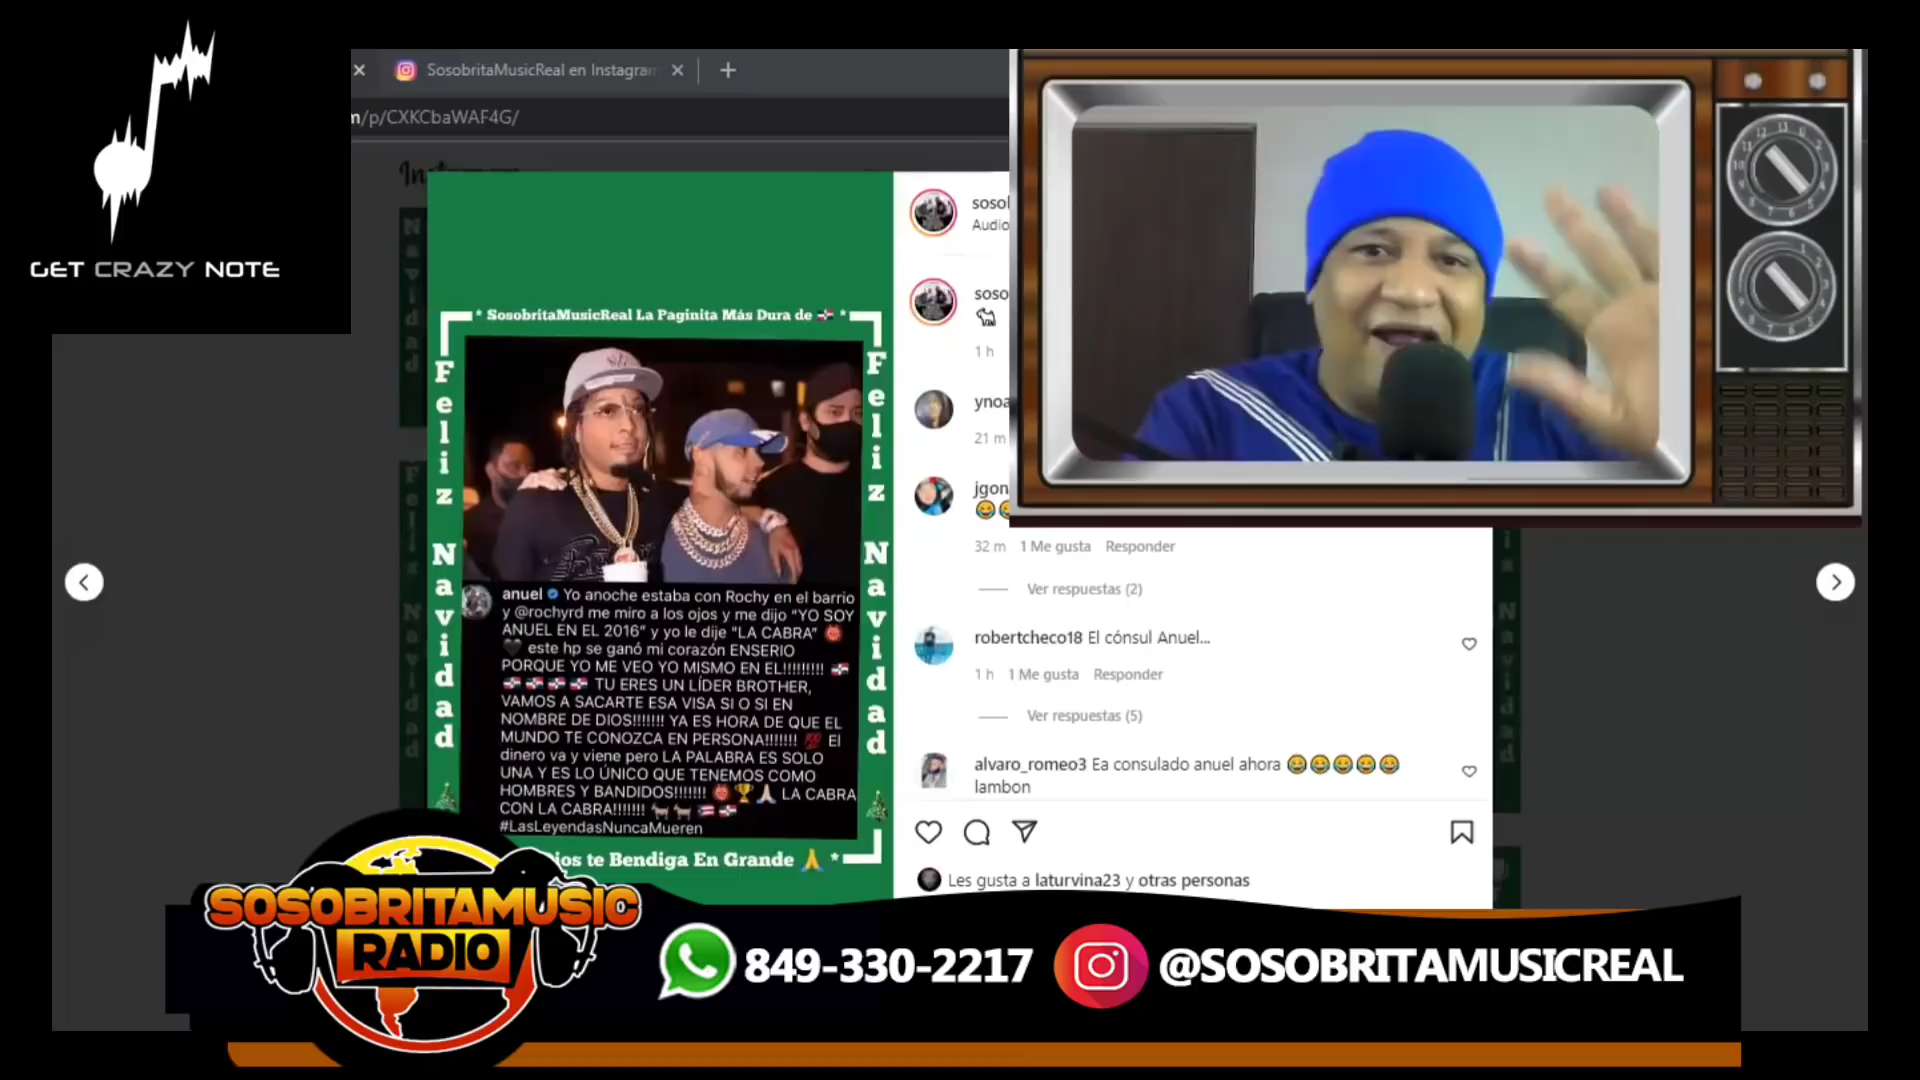 GET CRAZY NOTE
SosobritaMusicReal en Instagram
m/p/CXKCbaWAF4G/
* SosobritaMusicReal La Paginita Más Dura de 🇩🇴 *
Feliz Navidad
Feliz Navidad
anuel Yo anoche estaba con Rochy en el barrio
y @rochyrd me miro a los ojos y me dijo “YO SOY
ANUEL EN EL 2016” y yo le dije “LA CABRA” 👹
🖤 este hp se ganó mi corazón ENSERIO
PORQUE YO ME VEO YO MISMO EN EL!!!!!!!!! 🇩🇴
🇩🇴 🇩🇴 🇩🇴 🇩🇴 TU ERES UN LÍDER BROTHER,
VAMOS A SACARTE ESA VISA SI O SI EN
NOMBRE DE DIOS!!!!!!! YA ES HORA DE QUE EL
MUNDO TE CONOZCA EN PERSONA!!!!!!! 💯 El
dinero va y viene pero LA PALABRA ES SOLO
UNA Y ES LO ÚNICO QUE TENEMOS COMO
HOMBRES Y BANDIDOS!!!!!!! 👹🏆🙏🏻 LA CABRA
CON LA CABRA!!!!!!! 🐐🐐🇵🇷🇩🇴
#LasLeyendasNuncaMueren
ios te Bendiga En Grande 🙏 *
sosol
Audio
soso
🐐
1 h
ynoa
21 m
jgon
😂
32 m 1 Me gusta Responder
Ver respuestas (2)
robertcheco18 El cónsul Anuel...
1 h 1 Me gusta Responder
Ver respuestas (5)
alvaro_romeo3 Ea consulado anuel ahora 😂😂😂😂😂
lambon
Les gusta a laturvina23 y otras personas
SOSOBRITAMUSIC
RADIO
849-330-2217
@SOSOBRITAMUSICREAL